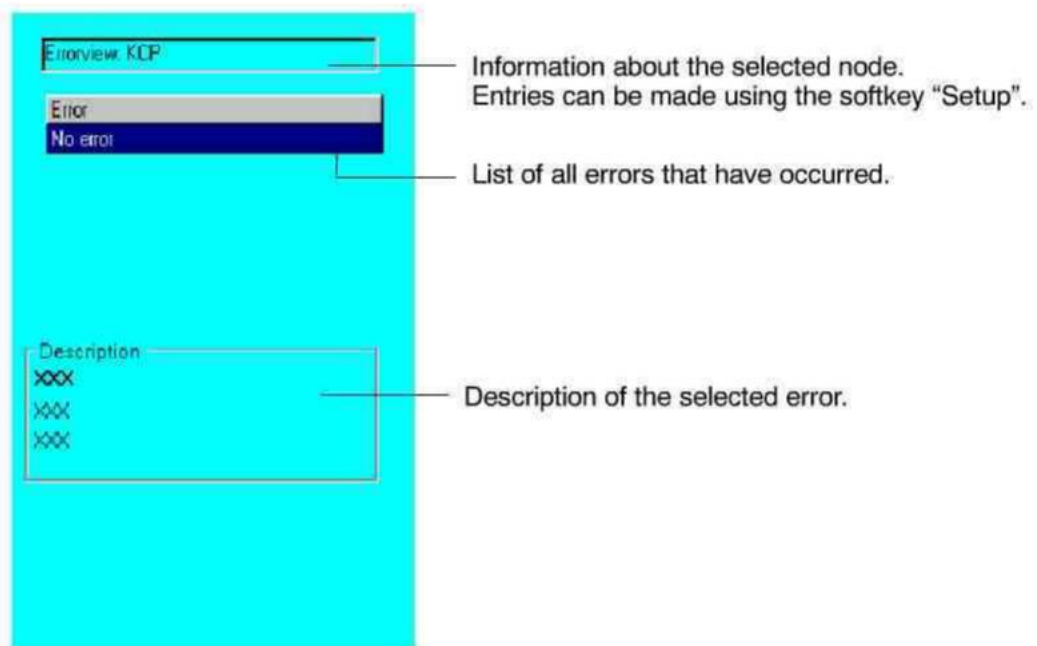 Errorview: KCP
Information about the selected node.
Entries can be made using the softkey “Setup”.
Error
No error
List of all errors that have occurred.
Description
XXX
XXX
XXX
Description of the selected error.